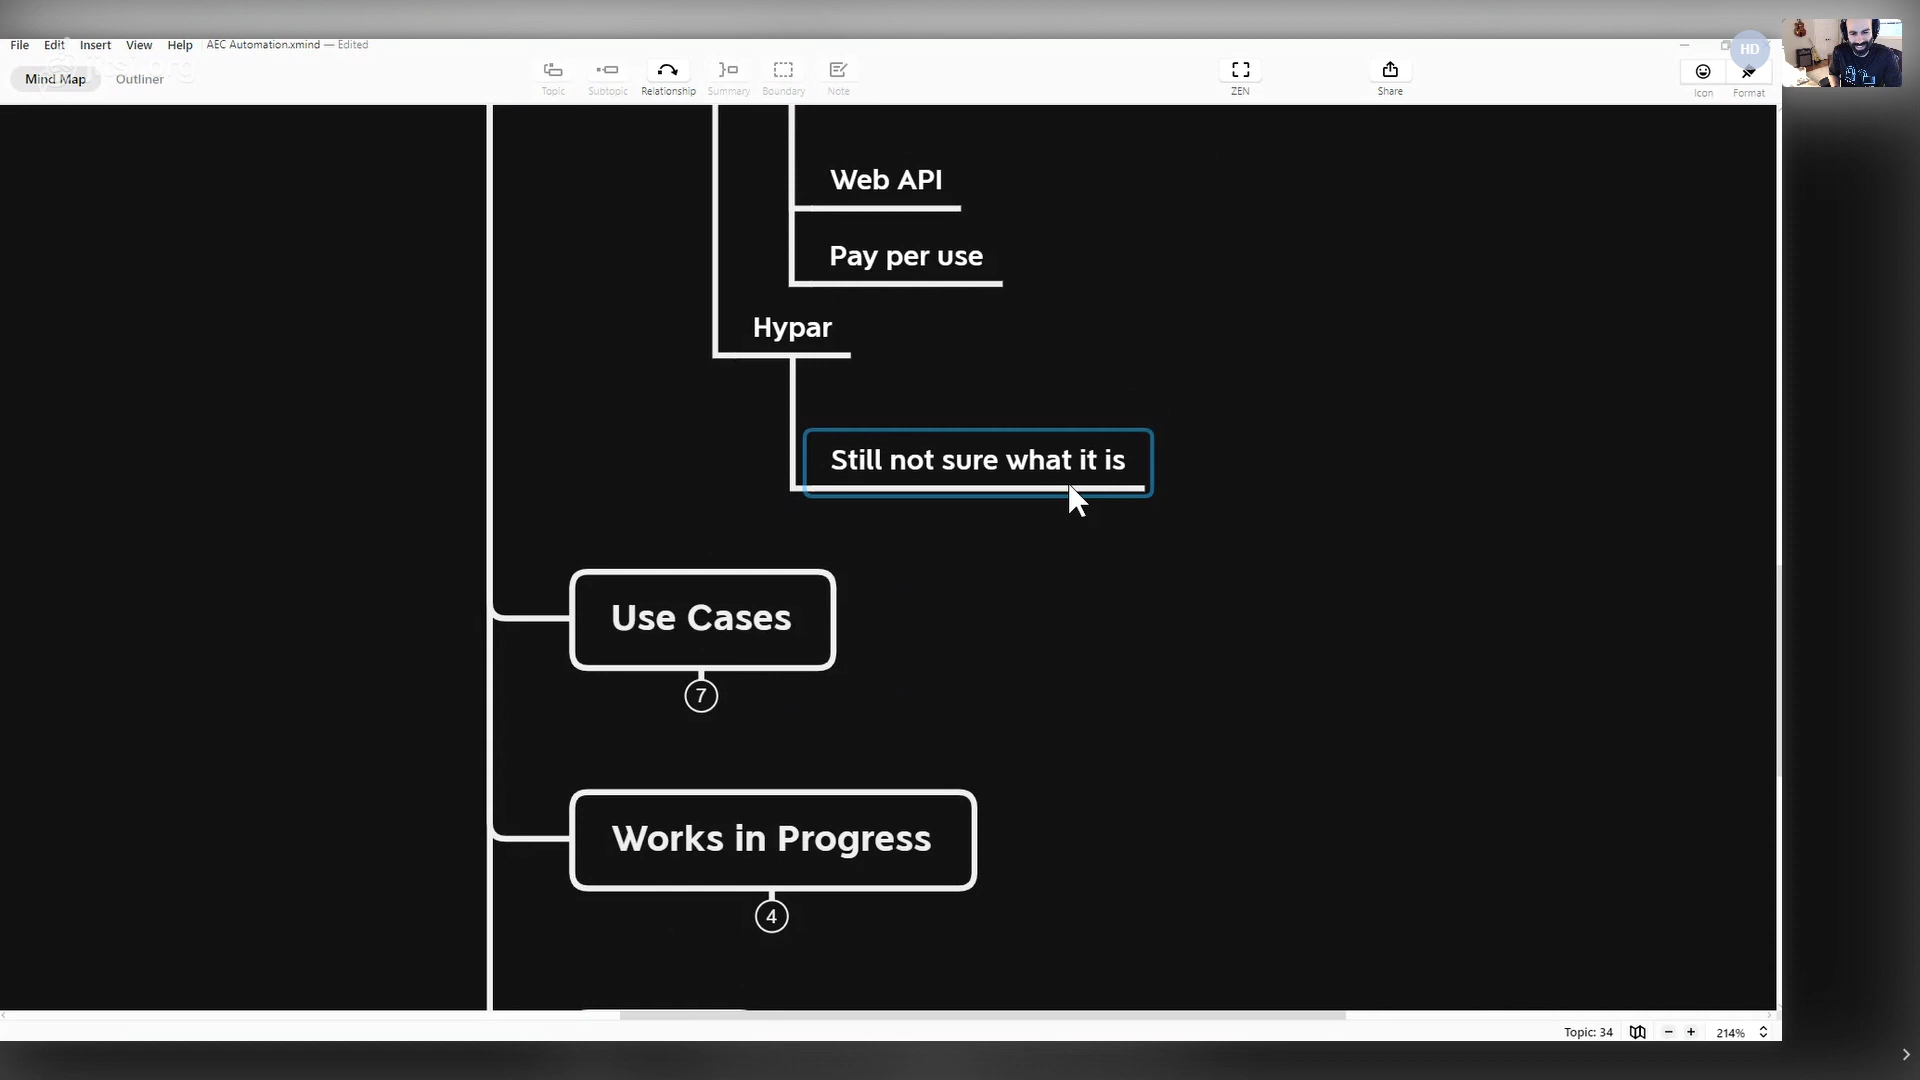 File Edit Insert View Help AEC Automation.xmind — Edited
Mind Map Outliner
Topic Subtopic Relationship Summary Boundary Note
ZEN
Share
HD
Icon Format
Web API
Pay per use
Hypar
Still not sure what it is
Use Cases
7
Works in Progress
4
Topic: 34
214%